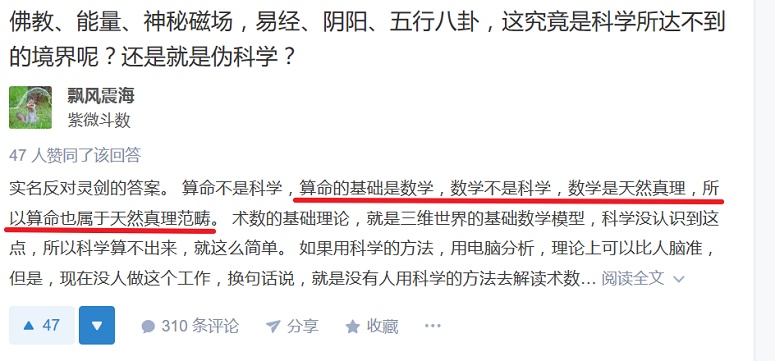 佛教、能量、神秘磁场，易经、阴阳、五行八卦，这究竟是科学所达不到
的境界呢？还是就是伪科学？
飘风震海
紫微斗数
47 人赞同了该回答
实名反对灵剑的答案。 算命不是科学，算命的基础是数学，数学不是科学，数学是天然真理，所
以算命也属于天然真理范畴。 术数的基础理论，就是三维世界的基础数学模型，科学没认识到这
点，所以科学算不出来，就这么简单。 如果用科学的方法，用电脑分析，理论上可以比人脑准，
但是，现在没人做这个工作，换句话说，就是没有人用科学的方法去解读术数... 阅读全文
47 310 条评论 分享 收藏 ···